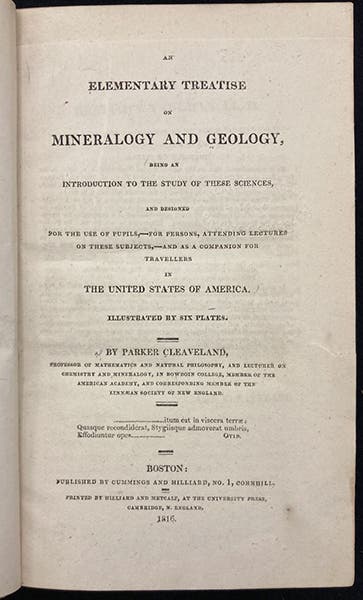 AN
ELEMENTARY TREATISE
ON
MINERALOGY AND GEOLOGY,
BEING AN
INTRODUCTION TO THE STUDY OF THESE SCIENCES,
AND DESIGNED
FOR THE USE OF PUPILS,—FOR PERSONS, ATTENDING LECTURES
ON THESE SUBJECTS,—AND AS A COMPANION FOR
TRAVELLERS
IN
THE UNITED STATES OF AMERICA.
ILLUSTRATED BY SIX PLATES.
BY PARKER CLEAVELAND,
PROFESSOR OF MATHEMATICS AND NATURAL PHILOSOPHY, AND LECTURER ON
CHEMISTRY AND MINERALOGY, IN BOWDOIN COLLEGE, MEMBER OF THE
AMERICAN ACADEMY, AND CORRESPONDING MEMBER OF THE
LINNÆAN SOCIETY OF NEW ENGLAND.
....................itum est in viscera terræ:
Quasque recondiderat, Stygiisque admoverat umbris,
Effodiuntur opes.................... OVID.
BOSTON:
PUBLISHED BY CUMMINGS AND HILLIARD, NO. 1, CORNHILL.
PRINTED BY HILLIARD AND METCALF, AT THE UNIVERSITY PRESS,
CAMBRIDGE, N. ENGLAND.
1816.